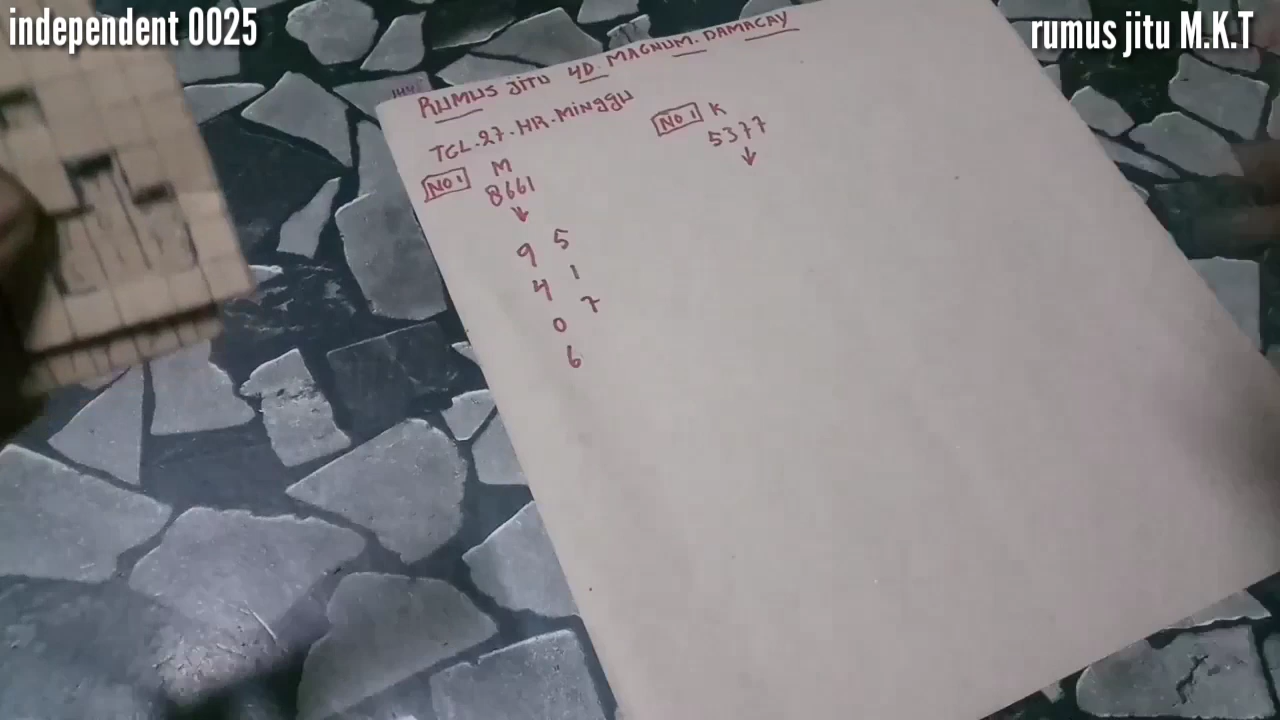 independent 0025
rumus jitu M.K.T
RUMUS JITU 4D MAGNUM. DAMACAY
TGL. 27. HR. MINGGU
NO 1 M
8661
9 5
4 1
0 7
6
NO 1 K
5377